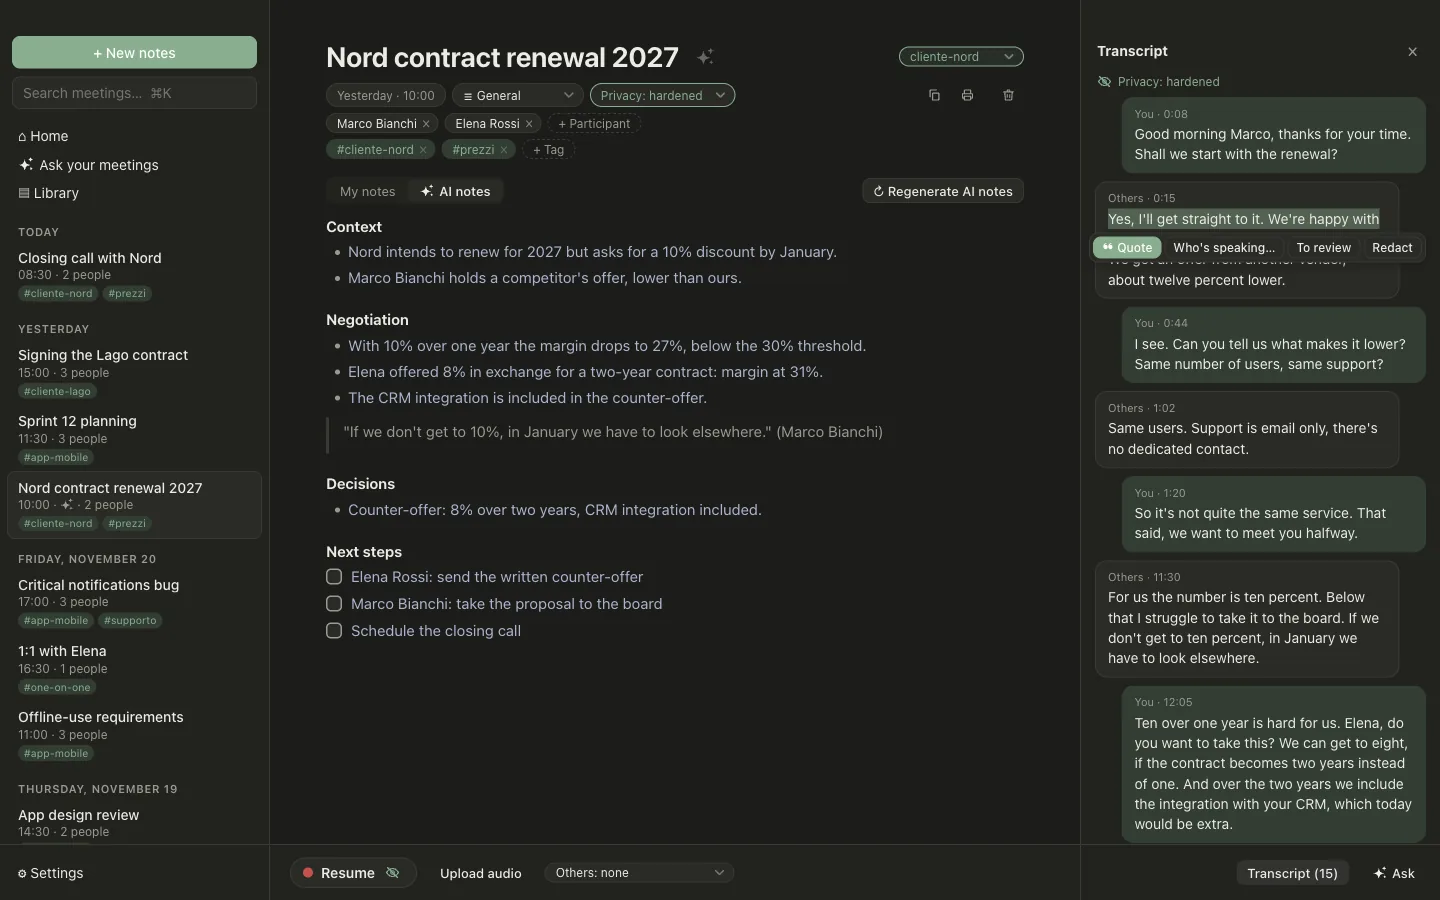 + New notes
Search meetings... ⌘K
Home
Ask your meetings
Library
TODAY
Closing call with Nord
08:30 · 2 people
#cliente-nord #prezzi
YESTERDAY
Signing the Lago contract
15:00 · 3 people
#cliente-lago
Sprint 12 planning
11:30 · 3 people
#app-mobile
Nord contract renewal 2027
10:00 · · 2 people
#cliente-nord #prezzi
FRIDAY, NOVEMBER 20
Critical notifications bug
17:00 · 3 people
#app-mobile #supporto
1:1 with Elena
16:30 · 1 people
#one-on-one
Offline-use requirements
11:00 · 3 people
#app-mobile
THURSDAY, NOVEMBER 19
App design review
14:30 · 2 people
Settings
Nord contract renewal 2027
cliente-nord
Yesterday · 10:00 General Privacy: hardened
Marco Bianchi × Elena Rossi × + Participant
#cliente-nord × #prezzi × + Tag
My notes AI notes Regenerate AI notes
Context
• Nord intends to renew for 2027 but asks for a 10% discount by January.
• Marco Bianchi holds a competitor's offer, lower than ours.
Negotiation
• With 10% over one year the margin drops to 27%, below the 30% threshold.
• Elena offered 8% in exchange for a two-year contract: margin at 31%.
• The CRM integration is included in the counter-offer.
"If we don't get to 10%, in January we have to look elsewhere." (Marco Bianchi)
Decisions
• Counter-offer: 8% over two years, CRM integration included.
Next steps
Elena Rossi: send the written counter-offer
Marco Bianchi: take the proposal to the board
Schedule the closing call
Resume Upload audio Others: none
Transcript ×
Privacy: hardened
You · 0:08
Good morning Marco, thanks for your time.
Shall we start with the renewal?
Others · 0:15
Yes, I'll get straight to it. We're happy with
Quote Who's speaking... To review Redact
about twelve percent lower.
You · 0:44
I see. Can you tell us what makes it lower?
Same number of users, same support?
Others · 1:02
Same users. Support is email only, there's
no dedicated contact.
You · 1:20
So it's not quite the same service. That
said, we want to meet you halfway.
Others · 11:30
For us the number is ten percent. Below
that I struggle to take it to the board. If we
don't get to ten percent, in January we
have to look elsewhere.
You · 12:05
Ten over one year is hard for us. Elena, do
you want to take this? We can get to eight,
if the contract becomes two years instead
of one. And over the two years we include
the integration with your CRM, which today
would be extra.
Transcript (15) Ask